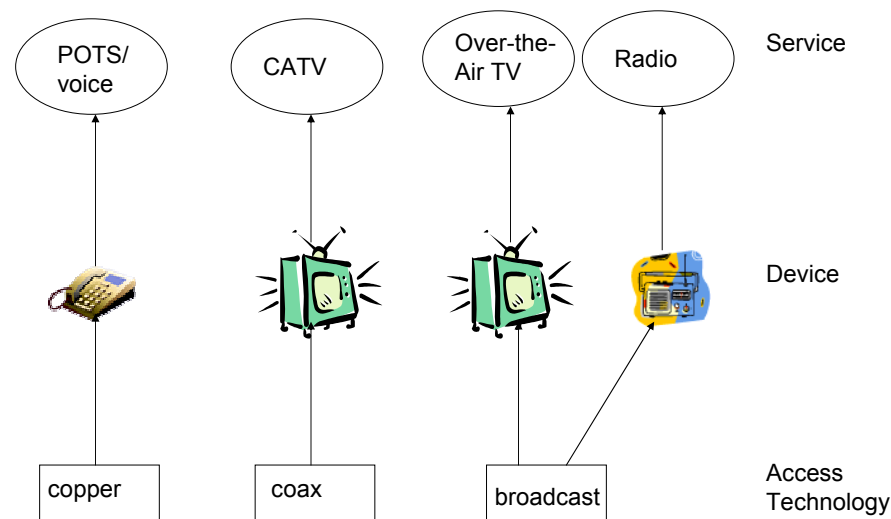 POTS/
voice
CATV
Over-the-
Air TV
Radio
Service
Device
copper
coax
broadcast
Access
Technology